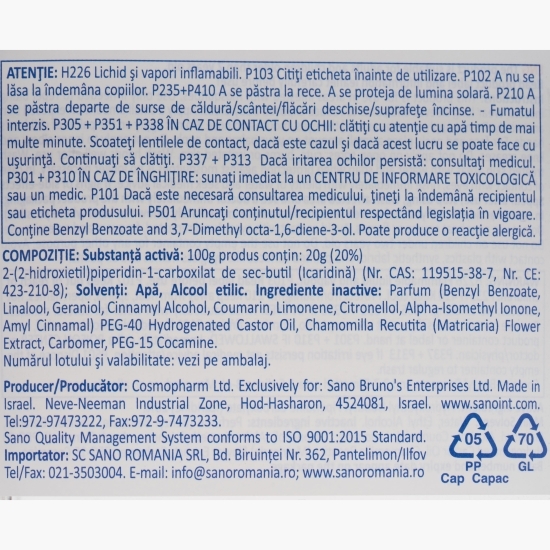 ATENȚIE: H226 Lichid și vapori inflamabili. P103 Citiți eticheta înainte de utilizare. P102 A nu se
lăsa la îndemâna copiilor. P235+P410 A se păstra la rece. A se proteja de lumina solară. P210 A
se păstra departe de surse de căldură/scântei/flăcări deschise/suprafețe încinse. - Fumatul
interzis. P305 + P351 + P338 ÎN CAZ DE CONTACT CU OCHII: clătiți cu atenție cu apă timp de mai
multe minute. Scoateți lentilele de contact, dacă este cazul și dacă acest lucru se poate face cu
ușurință. Continuați să clătiți. P337 + P313 Dacă iritarea ochilor persistă: consultați medicul.
P301 + P310 ÎN CAZ DE ÎNGHIȚIRE: sunați imediat la un CENTRU DE INFORMARE TOXICOLOGICĂ
sau un medic. P101 Dacă este necesară consultarea medicului, țineți la îndemână recipientul
sau eticheta produsului. P501 Aruncați conținutul/recipientul respectând legislația în vigoare.
Conține Benzyl Benzoate and 3,7-Dimethyl octa-1,6-diene-3-ol. Poate produce o reacție alergică.
COMPOZIȚIE: Substanță activă: 100g produs conțin: 20g (20%)
2-(2-hidroxietil)piperidin-1-carboxilat de sec-butil (Icaridină) (Nr. CAS: 119515-38-7, Nr. CE:
423-210-8); Solvenți: Apă, Alcool etilic. Ingrediente inactive: Parfum (Benzyl Benzoate,
Linalool, Geraniol, Cinnamyl Alcohol, Coumarin, Limonene, Citronellol, Alpha-Isomethyl Ionone,
Amyl Cinnamal) PEG-40 Hydrogenated Castor Oil, Chamomilla Recutita (Matricaria) Flower
Extract, Carbomer, PEG-15 Cocamine.
Numărul lotului și valabilitate: vezi pe ambalaj.
Producer/Producător: Cosmopharm Ltd. Exclusively for: Sano Bruno's Enterprises Ltd. Made in
Israel. Neve-Neeman Industrial Zone, Hod-Hasharon, 4524081, Israel. www.sanoint.com.
Tel:972-97473222, Fax:972-9-7473233.
Sano Quality Management System conforms to ISO 9001:2015 Standard.
Importator: SC SANO ROMANIA SRL, Bd. Biruinței Nr. 362, Pantelimon/Ilfov
Tel/Fax: 021-3503004. E-mail: info@sanoromania.ro; www.sanoromania.ro
05 70
PP GL
Cap Capac